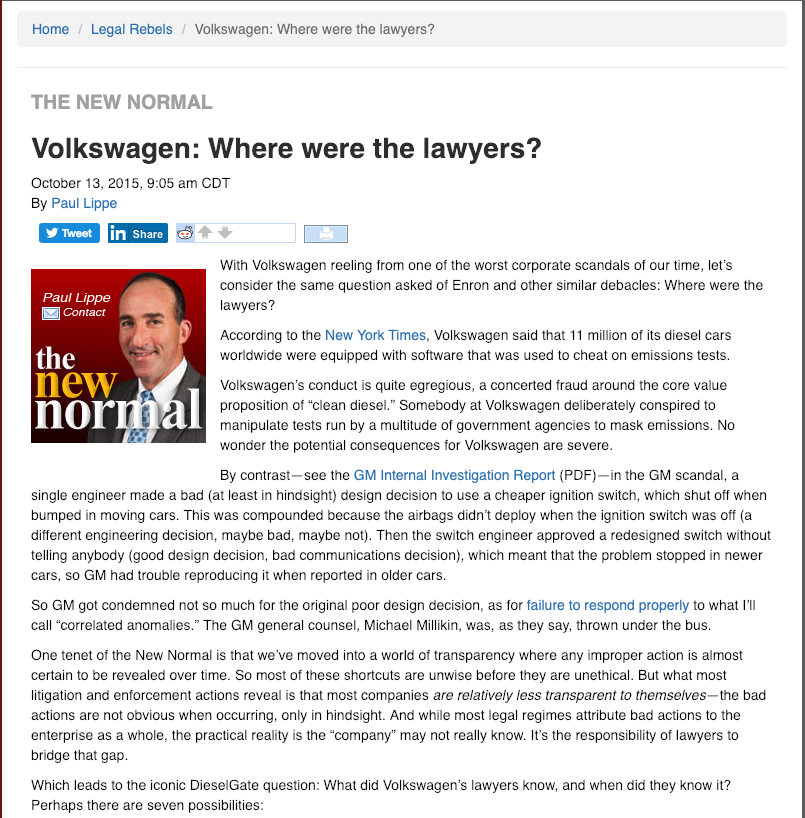 Home / Legal Rebels / Volkswagen: Where were the lawyers?
THE NEW NORMAL
Volkswagen: Where were the lawyers?
October 13, 2015, 9:05 am CDT
By Paul Lippe
Tweet
in Share
Paul Lippe
Contact
the
new
normal
With Volkswagen reeling from one of the worst corporate scandals of our time, let’s
consider the same question asked of Enron and other similar debacles: Where were the
lawyers?
According to the New York Times, Volkswagen said that 11 million of its diesel cars
worldwide were equipped with software that was used to cheat on emissions tests.
Volkswagen’s conduct is quite egregious, a concerted fraud around the core value
proposition of “clean diesel.” Somebody at Volkswagen deliberately conspired to
manipulate tests run by a multitude of government agencies to mask emissions. No
wonder the potential consequences for Volkswagen are severe.
By contrast—see the GM Internal Investigation Report (PDF)—in the GM scandal, a
single engineer made a bad (at least in hindsight) design decision to use a cheaper ignition switch, which shut off when
bumped in moving cars. This was compounded because the airbags didn’t deploy when the ignition switch was off (a
different engineering decision, maybe bad, maybe not). Then the switch engineer approved a redesigned switch without
telling anybody (good design decision, bad communications decision), which meant that the problem stopped in newer
cars, so GM had trouble reproducing it when reported in older cars.
So GM got condemned not so much for the original poor design decision, as for failure to respond properly to what I’ll
call “correlated anomalies.” The GM general counsel, Michael Millikin, was, as they say, thrown under the bus.
One tenet of the New Normal is that we’ve moved into a world of transparency where any improper action is almost
certain to be revealed over time. So most of these shortcuts are unwise before they are unethical. But what most
litigation and enforcement actions reveal is that most companies are relatively less transparent to themselves—the bad
actions are not obvious when occurring, only in hindsight. And while most legal regimes attribute bad actions to the
enterprise as a whole, the practical reality is the “company” may not really know. It’s the responsibility of lawyers to
bridge that gap.
Which leads to the iconic DieselGate question: What did Volkswagen’s lawyers know, and when did they know it?
Perhaps there are seven possibilities: